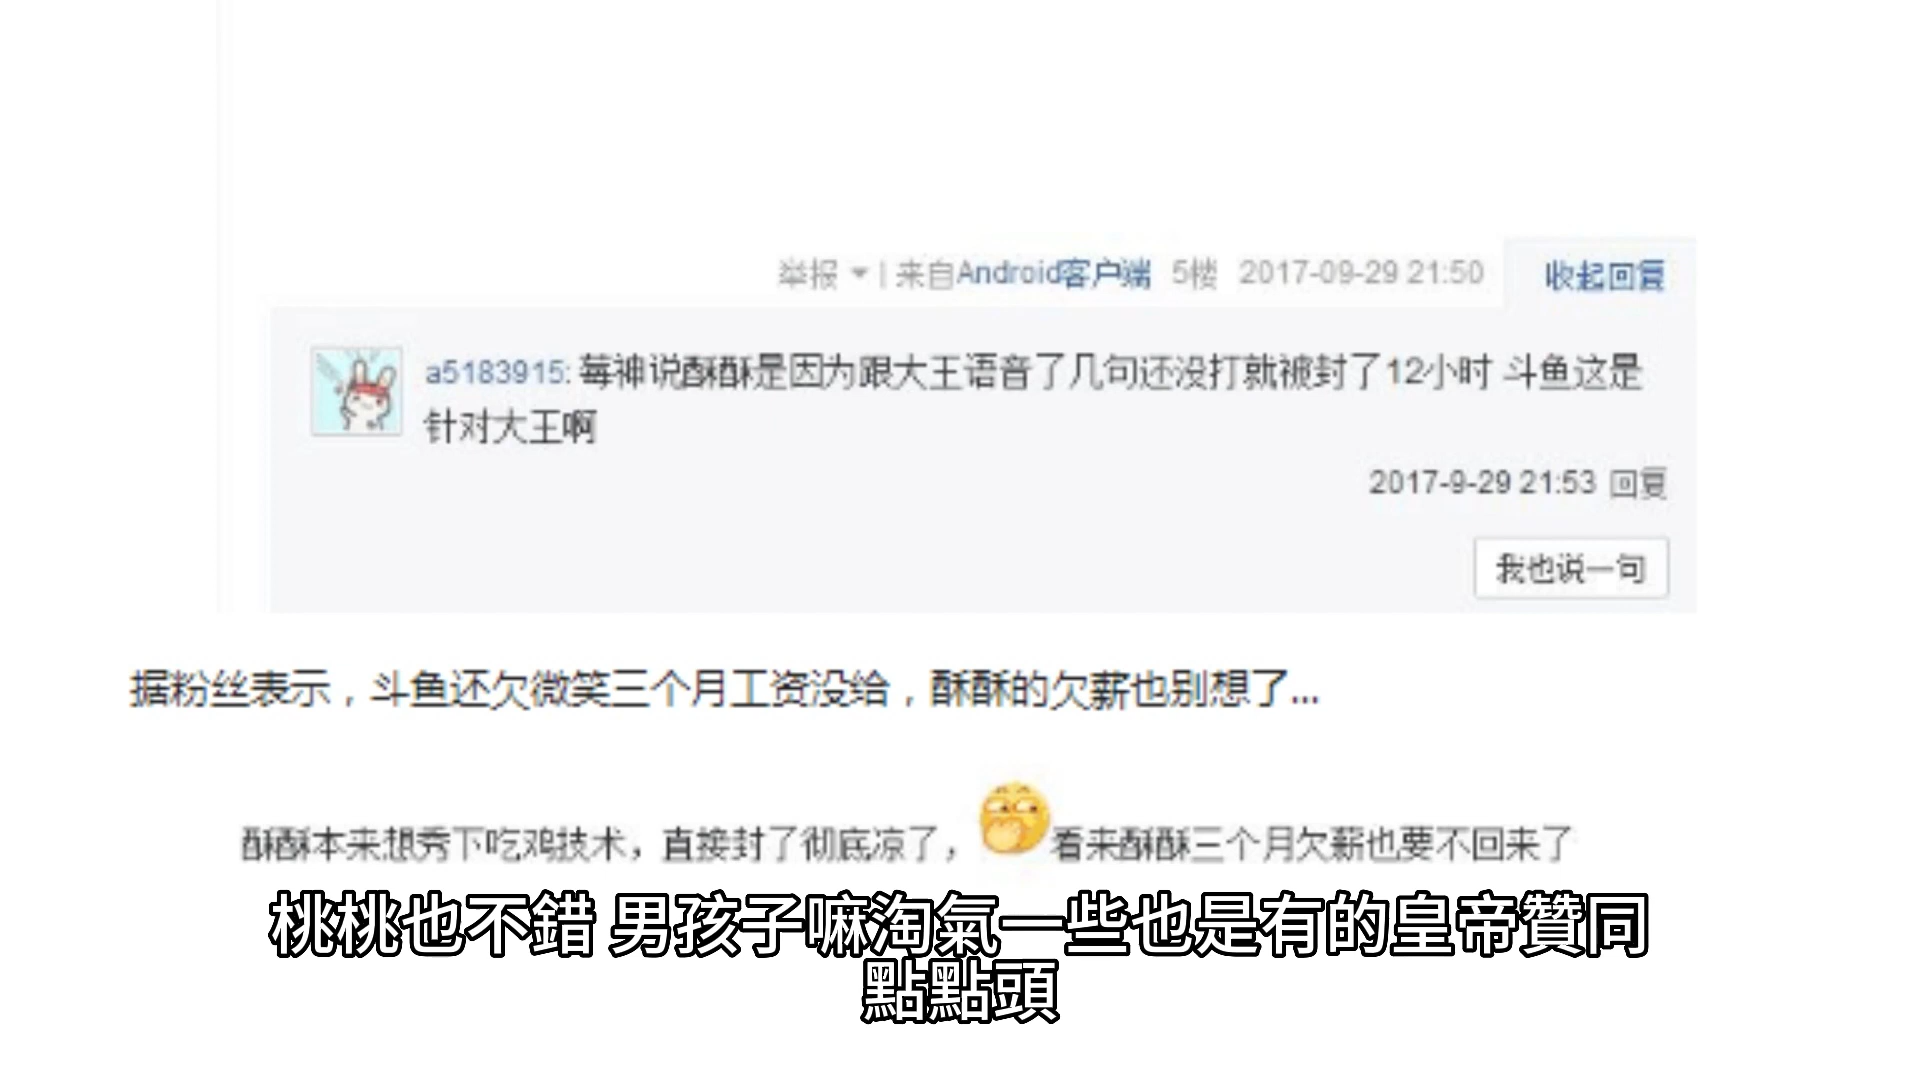 举报 | 来自Android客户端 5楼 2017-09-29 21:50 收起回复
a5183915: 莓神说酥酥是因为跟大王语音了几句还没打就被封了12小时 斗鱼这是
针对大王啊
2017-9-29 21:53 回复
我也说一句
据粉丝表示，斗鱼还欠微笑三个月工资没给，酥酥的欠薪也别想了...
酥酥本来想秀下吃鸡技术，直接封了彻底凉了，看来酥酥三个月欠薪也要不回来了
桃桃也不錯 男孩子嘛淘氣一些也是有的皇帝贊同
點點頭